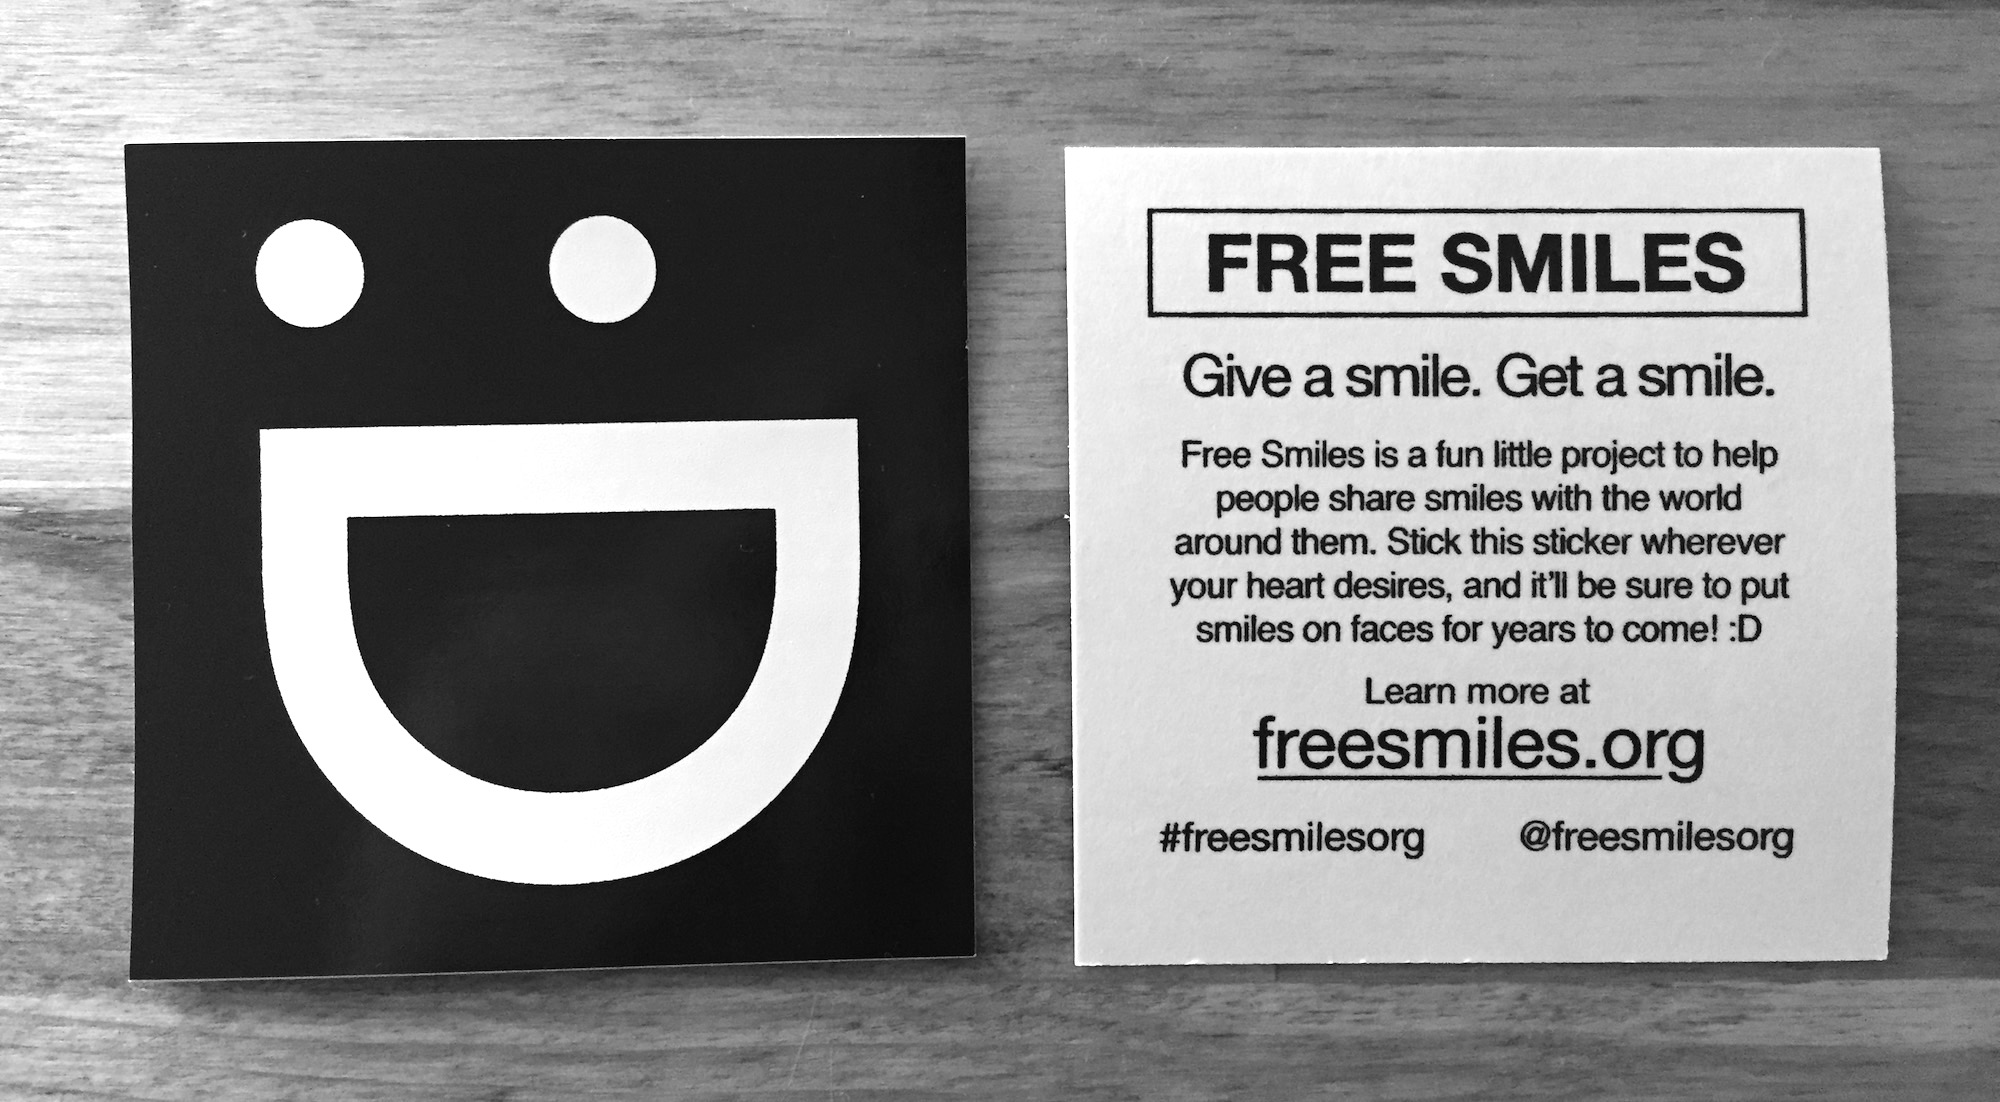 FREE SMILES
Give a smile. Get a smile.
Free Smiles is a fun little project to help
people share smiles with the world
around them. Stick this sticker wherever
your heart desires, and it'll be sure to put
smiles on faces for years to come! :D
Learn more at
freesmiles.org
#freesmilesorg @freesmilesorg